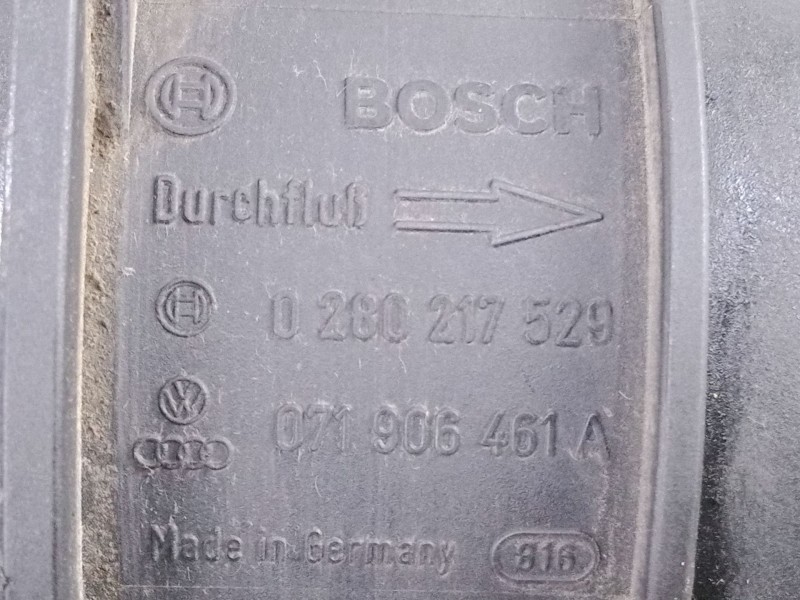 BOSCH
Durchfluß
0 280 217 529
071 906 461 A
Made in Germany 816